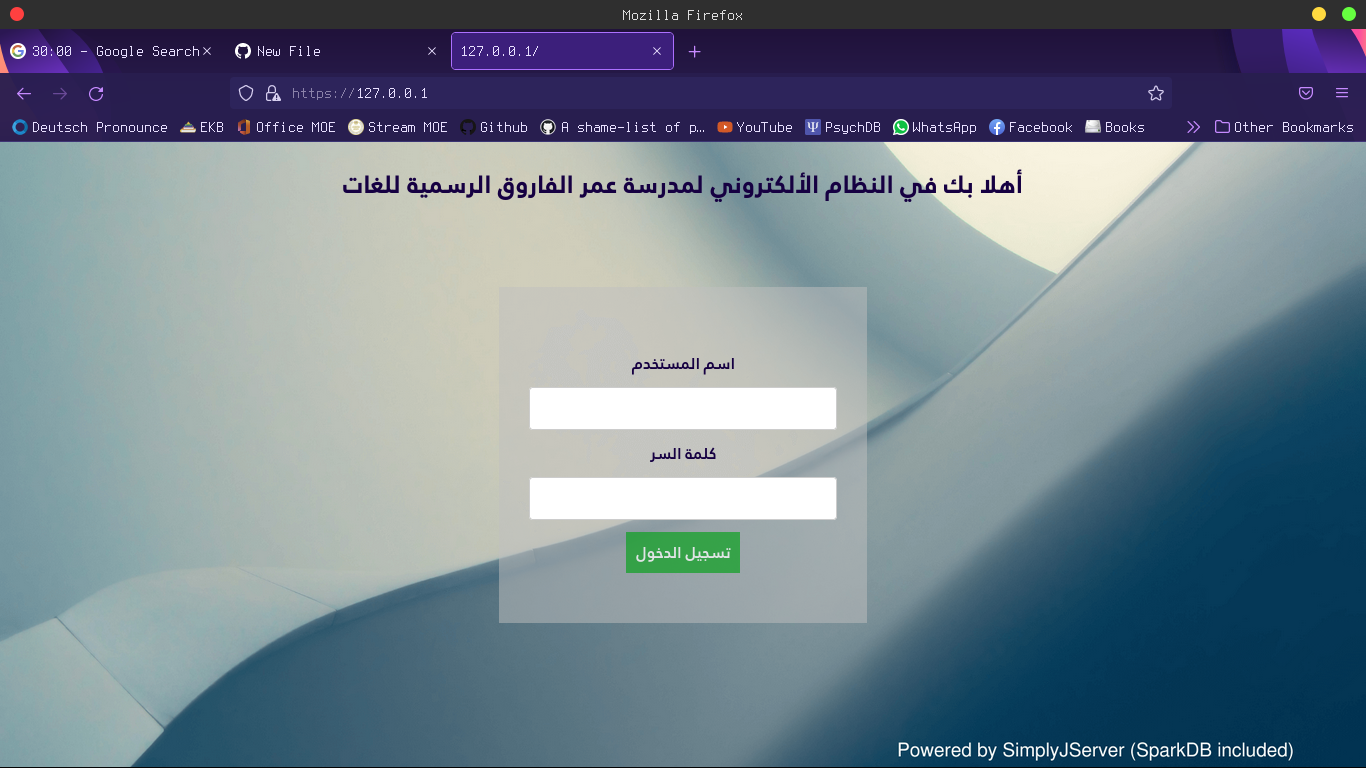 Mozilla Firefox
30:00 - Google Search
New File
127.0.0.1/
https://127.0.0.1
Deutsch Pronounce EKB Office MOE Stream MOE Github A shame-list of p… YouTube PsychDB WhatsApp Facebook Books Other Bookmarks
أهلا بك في النظام الألكتروني لمدرسة عمر الفاروق الرسمية للغات
اسم المستخدم
كلمة السر
تسجيل الدخول
Powered by SimplyJServer (SparkDB included)